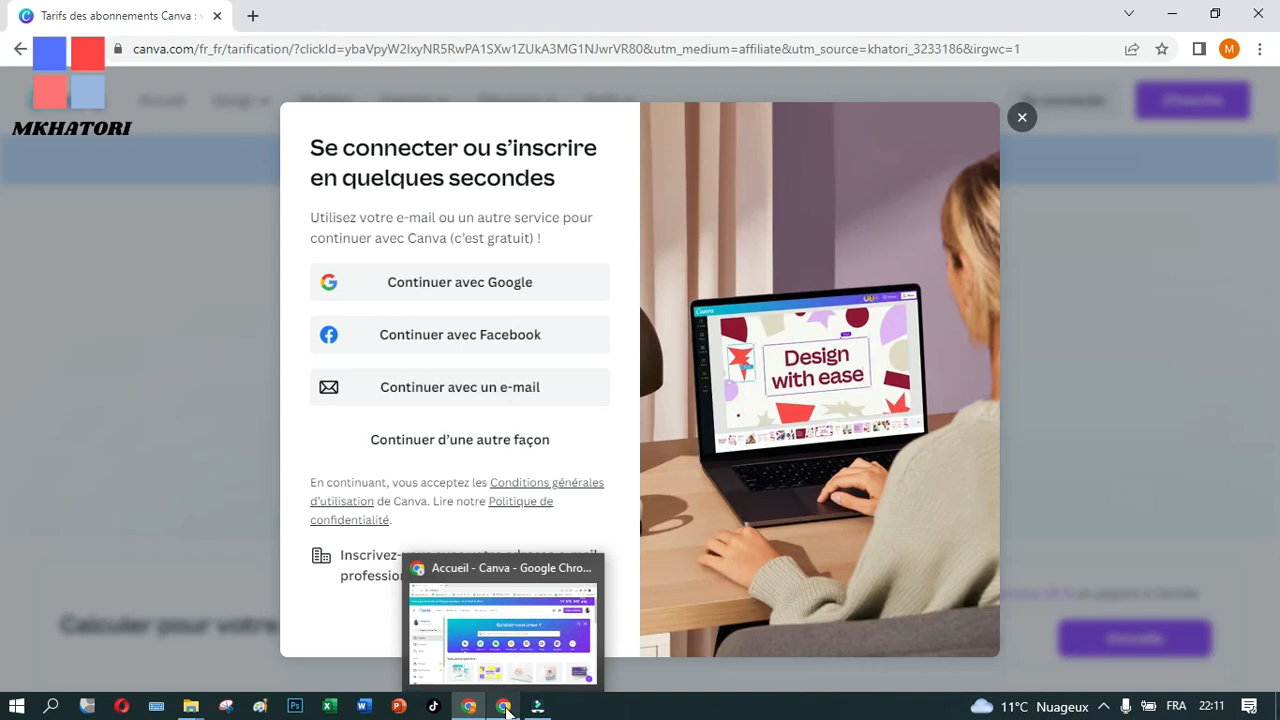 Tarifs des abonnements Canva :
canva.com/fr_fr/tarification/?clickId=ybaVpyW2IxyNR5RwPA1SXw1ZUkA3MG1NJwrVR80&utm_medium=affiliate&utm_source=khatori_3233186&irgwc=1
M
MKHATORI
Se connecter ou s'inscrire
en quelques secondes
Utilisez votre e-mail ou un autre service pour
continuer avec Canva (c'est gratuit) !
Continuer avec Google
Continuer avec Facebook
Continuer avec un e-mail
Continuer d'une autre façon
En continuant, vous acceptez les Conditions générales
d'utilisation de Canva. Lire notre Politique de
confidentialité.
Canva
Design
with ease
Accueil - Canva - Google Chro...
11°C Nuageux
FRA
22:11